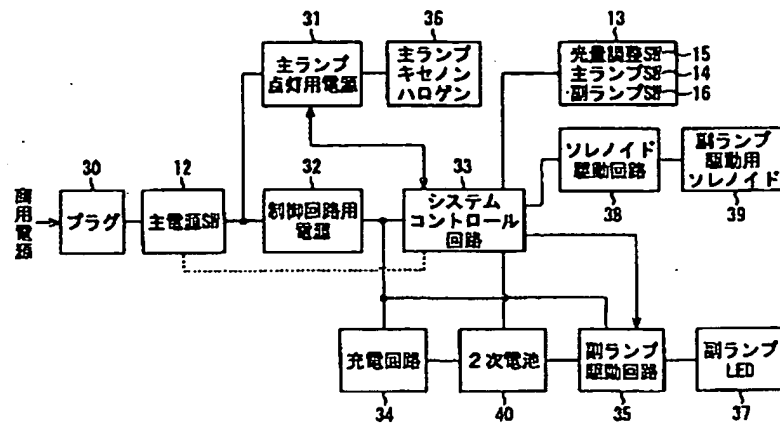 31
36
13
主ランプ
点灯用電源
主ランプ
キセノン
ハロゲン
光量調整SW
15
主ランプSW
14
副ランプSW
16
30
12
32
33
商用電源
プラグ
主電源SW
制御回路用
電源
システム
コントロール
回路
ソレノイド
駆動回路
38
副ランプ
駆動用
ソレノイド
39
充電回路
34
2次電池
40
副ランプ
駆動回路
35
副ランプ
LED
37